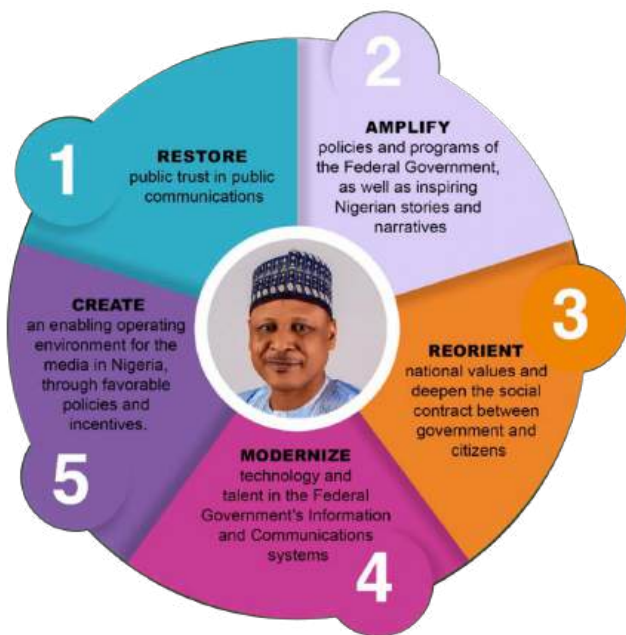 1
RESTORE
public trust in public
communications
2
AMPLIFY
policies and programs of
the Federal Government,
as well as inspiring
Nigerian stories and
narratives
3
REORIENT
national values and
deepen the social
contract between
government and
citizens
4
MODERNIZE
technology and
talent in the Federal
Government's Information
and Communications
systems
5
CREATE
an enabling operating
environment for the
media in Nigeria,
through favorable
policies and
incentives.